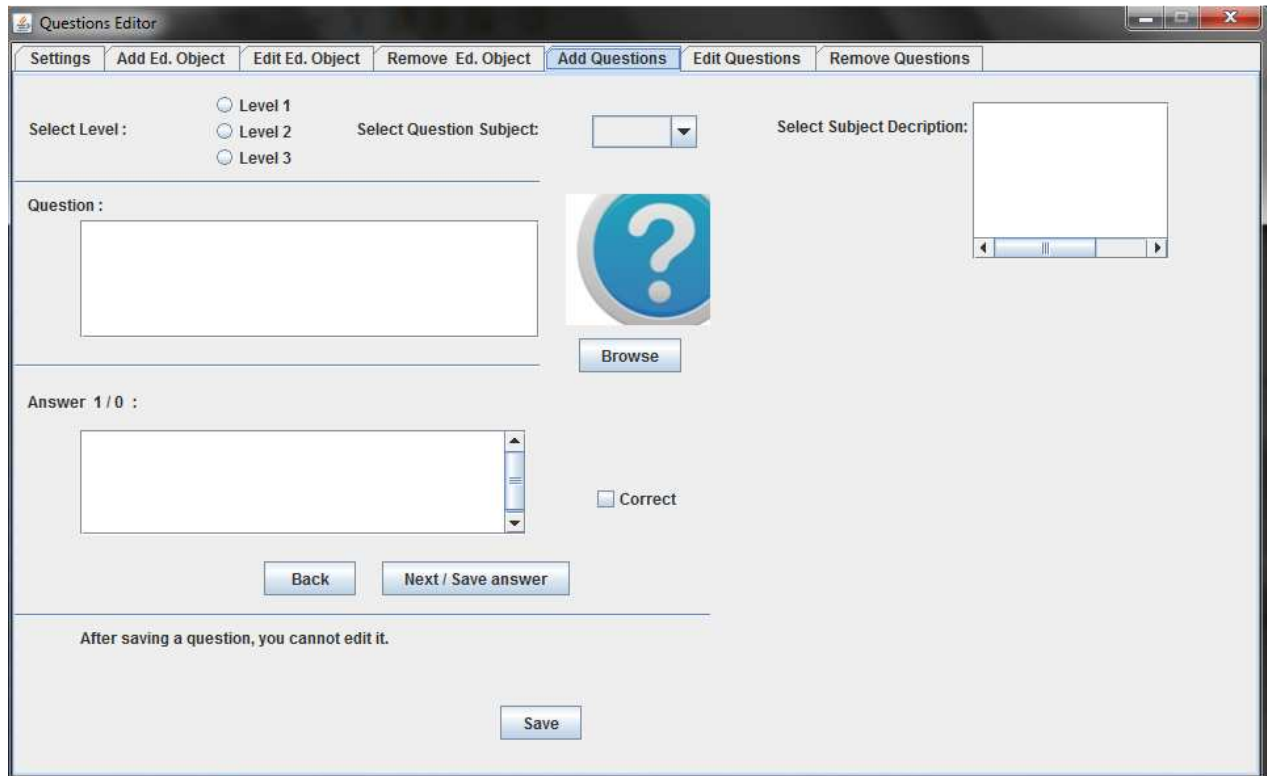 Questions Editor
Settings Add Ed. Object Edit Ed. Object Remove Ed. Object Add Questions Edit Questions Remove Questions
Select Level :
Level 1
Level 2
Level 3
Select Question Subject:
Select Subject Decription:
Question :
Browse
Answer 1 / 0 :
Correct
Back Next / Save answer
After saving a question, you cannot edit it.
Save